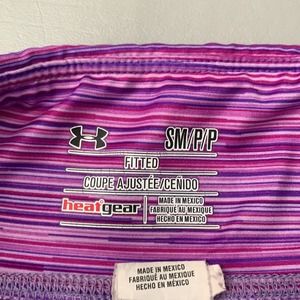 SM/P/P
FITTED
COUPE AJUSTÉE/CEÑIDO
heatgear
MADE IN MEXICO
FABRIQUÉ AU MEXIQUE
HECHO EN MEXICO
MADE IN MEXICO
FABRIQUÉ AU MEXIQUE
HECHO EN MEXICO